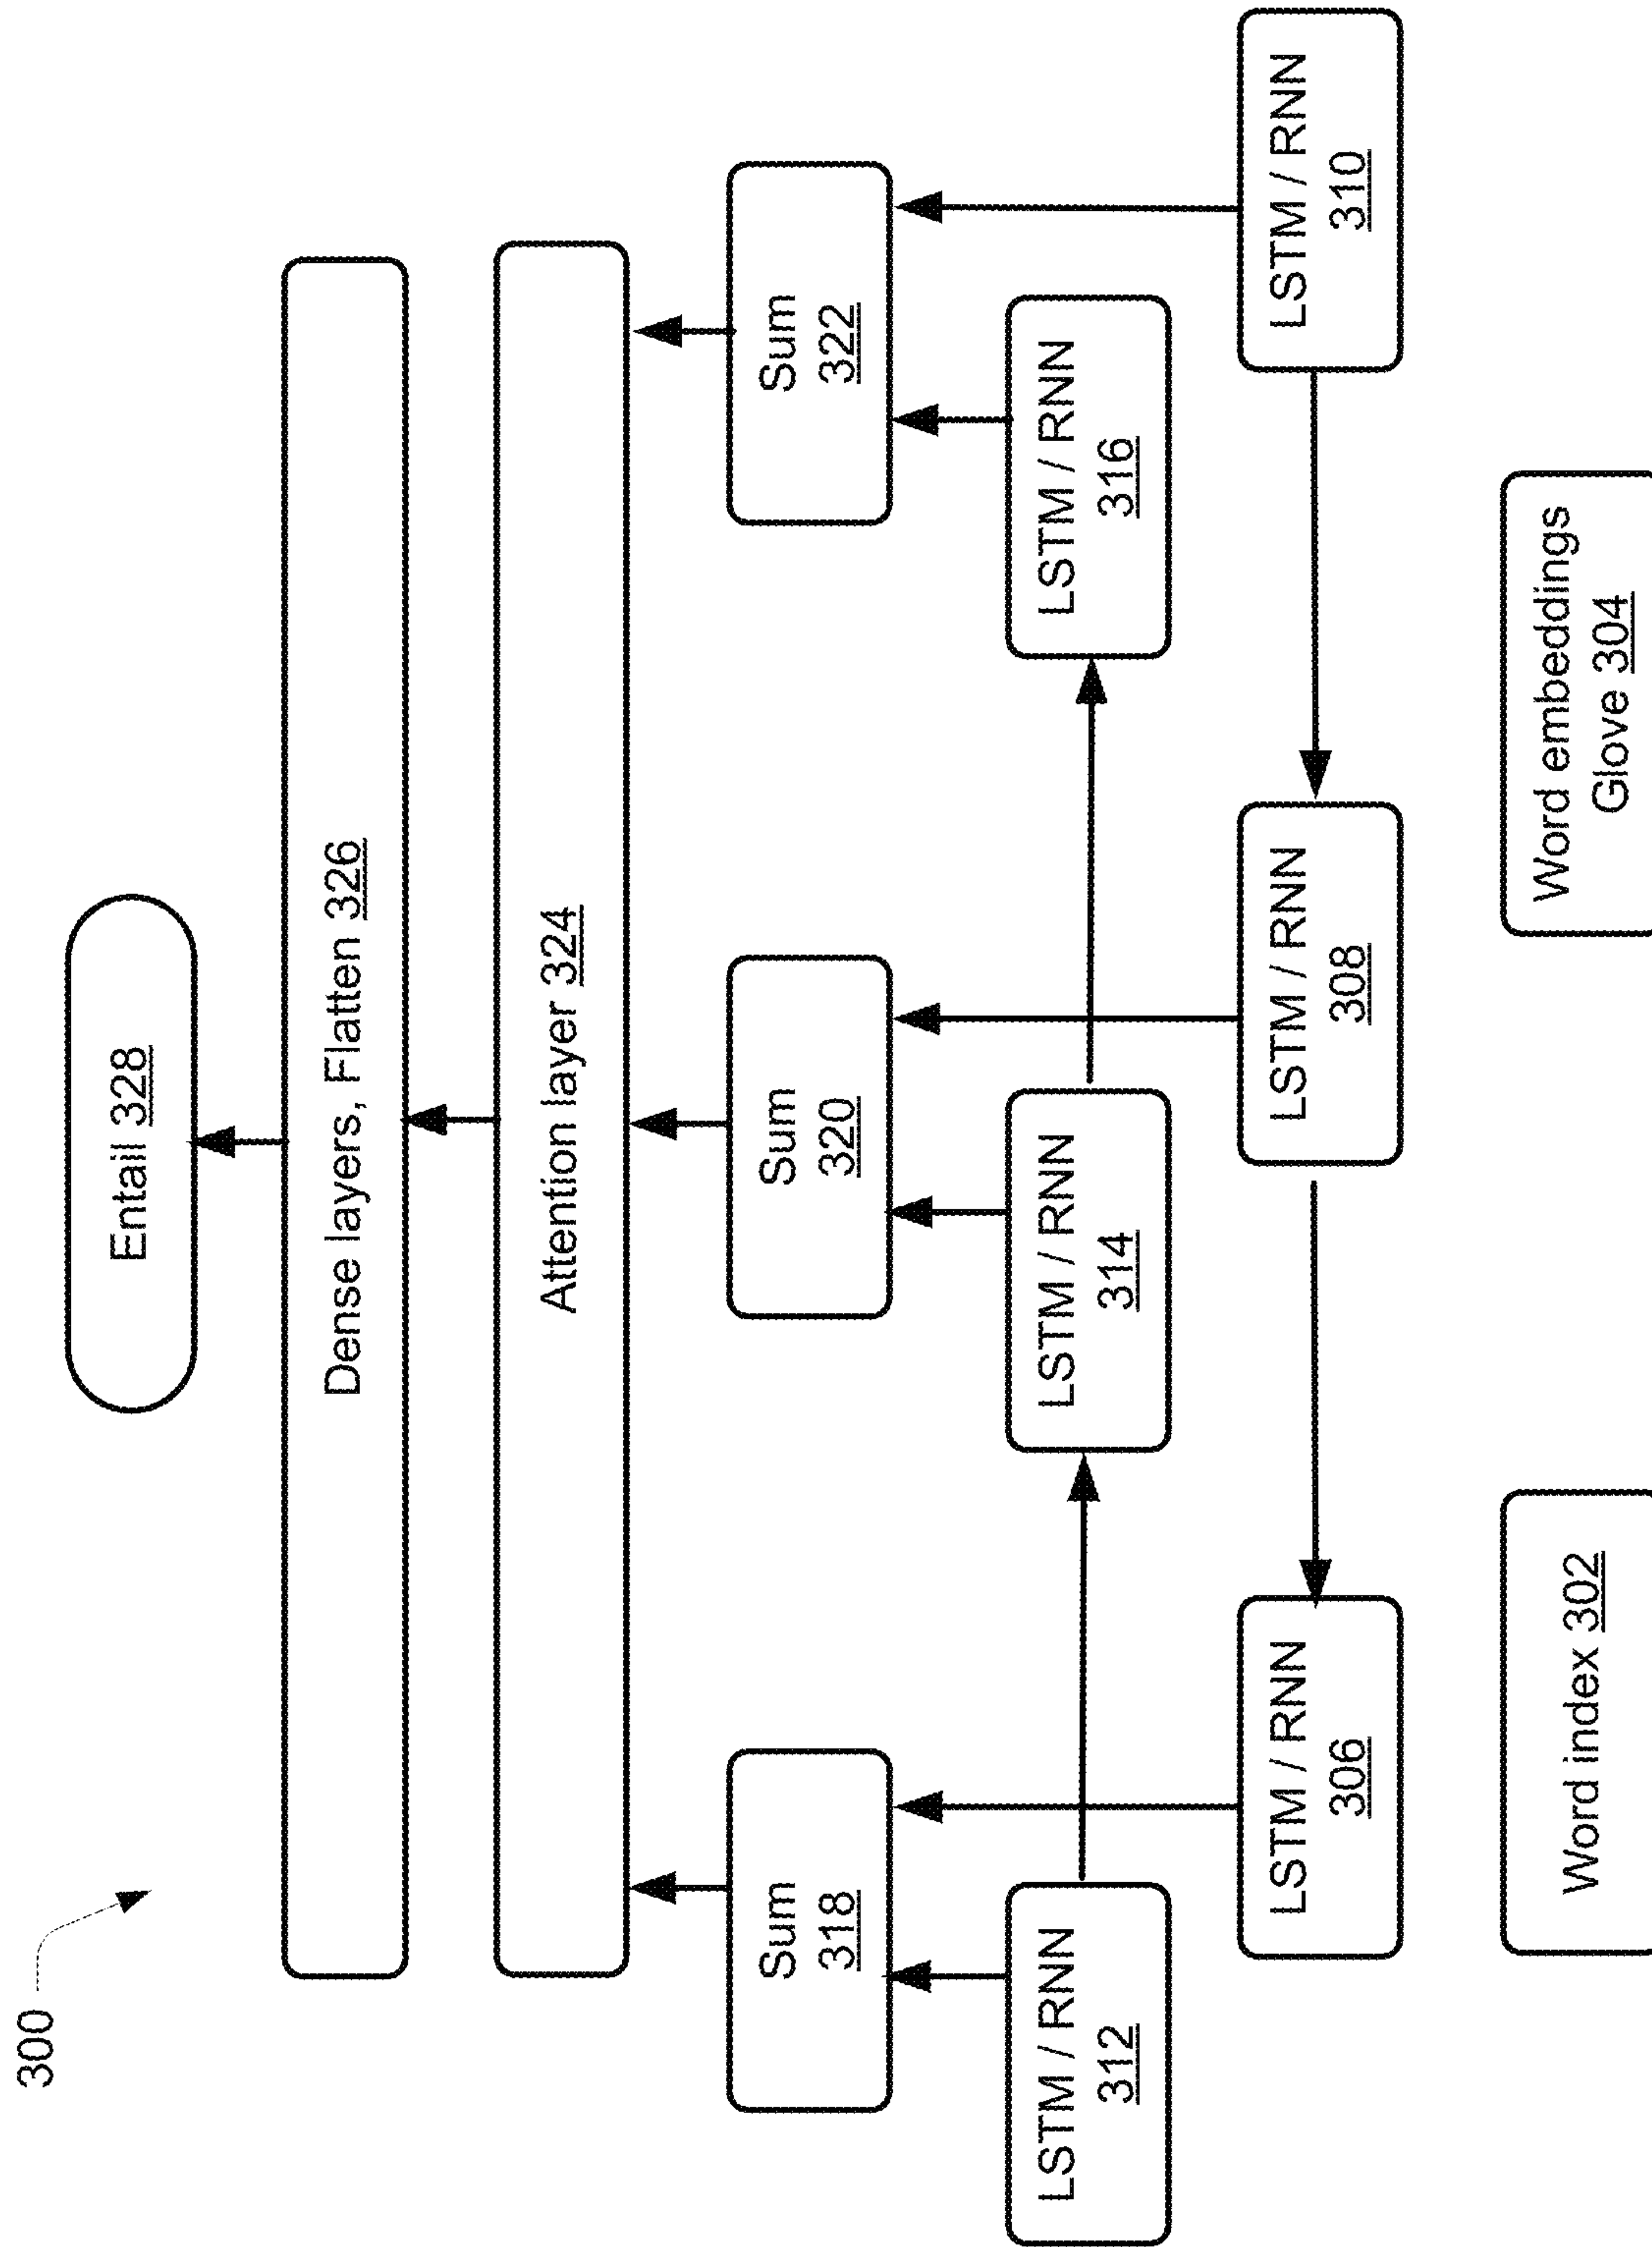 300
Entail 328
Dense layers, Flatten 326
Attention layer 324
Sum
318
Sum
320
Sum
322
LSTM / RNN
312
LSTM / RNN
314
LSTM / RNN
316
LSTM / RNN
306
LSTM / RNN
308
LSTM / RNN
310
Word index 302
Word embeddings
Glove 304